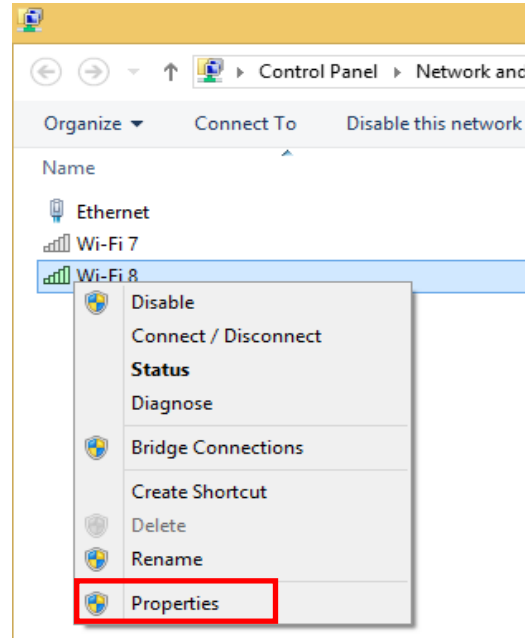 Control Panel Network and
Organize Connect To Disable this network
Name
Ethernet
Wi-Fi 7
Wi-Fi 8
Disable
Connect / Disconnect
Status
Diagnose
Bridge Connections
Create Shortcut
Delete
Rename
Properties